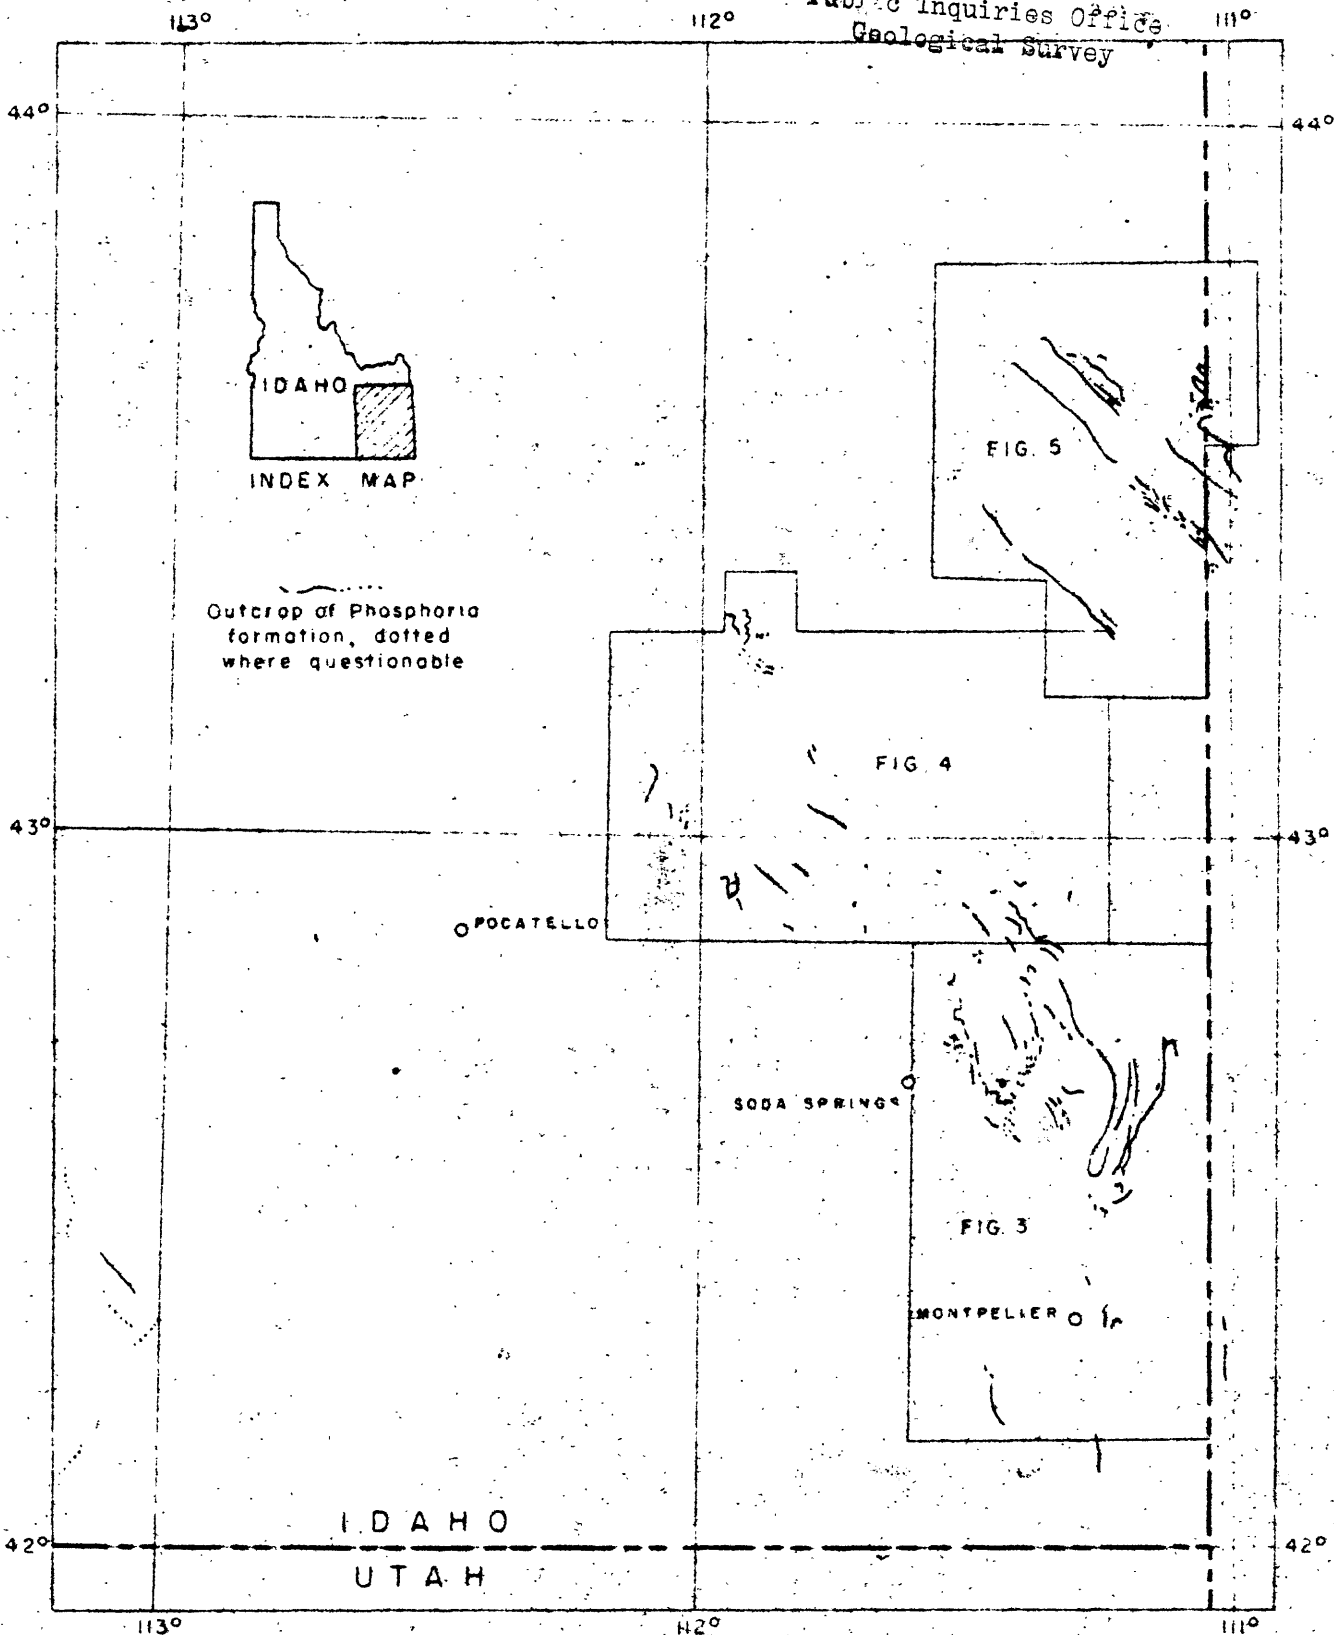 Inquiries Office
Geological Survey
113° 112° 111°
44° 44°
IDAHO
INDEX MAP
FIG. 5
Outcrop of Phosphoria
formation, dotted
where questionable
FIG. 4
43° 43°
POCATELLO
SODA SPRINGS
FIG. 3
MONTPELIER
IDAHO
42° 42°
UTAH
113° 112° 111°